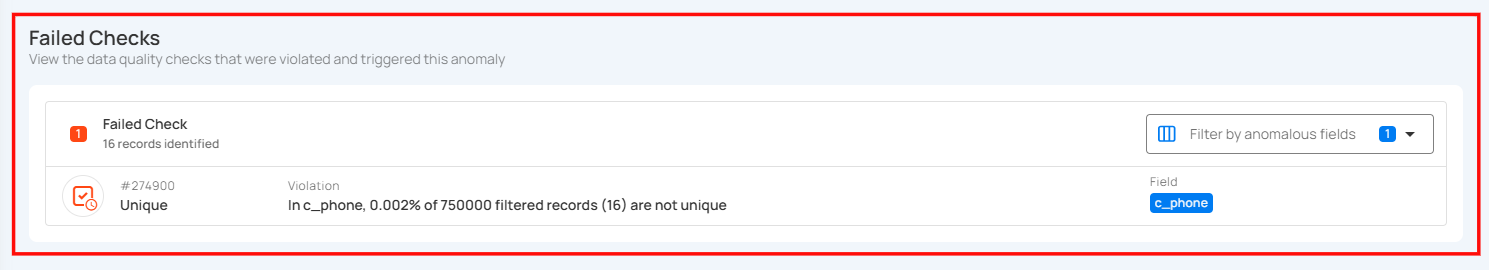 Failed Checks
View the data quality checks that were violated and triggered this anomaly
1
Failed Check
16 records identified
Filter by anomalous fields 1
#274900
Unique
Violation
In c_phone, 0.002% of 750000 filtered records (16) are not unique
Field
c_phone